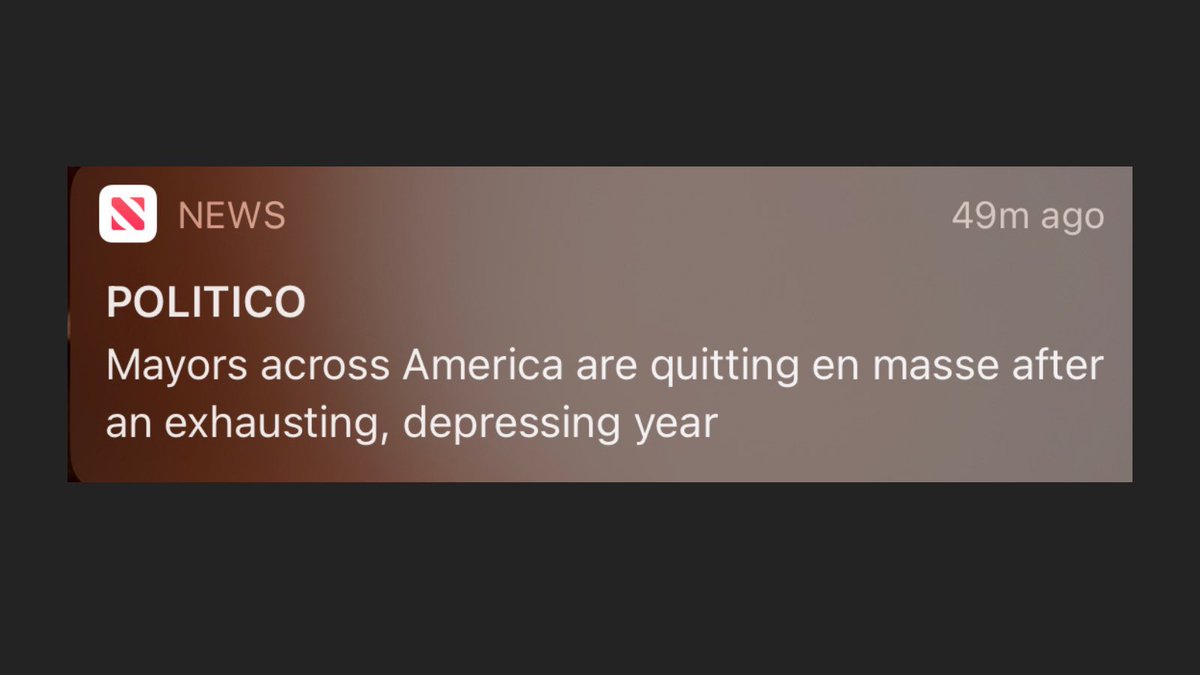 NEWS
49m ago
POLITICO
Mayors across America are quitting en masse after
an exhausting, depressing year